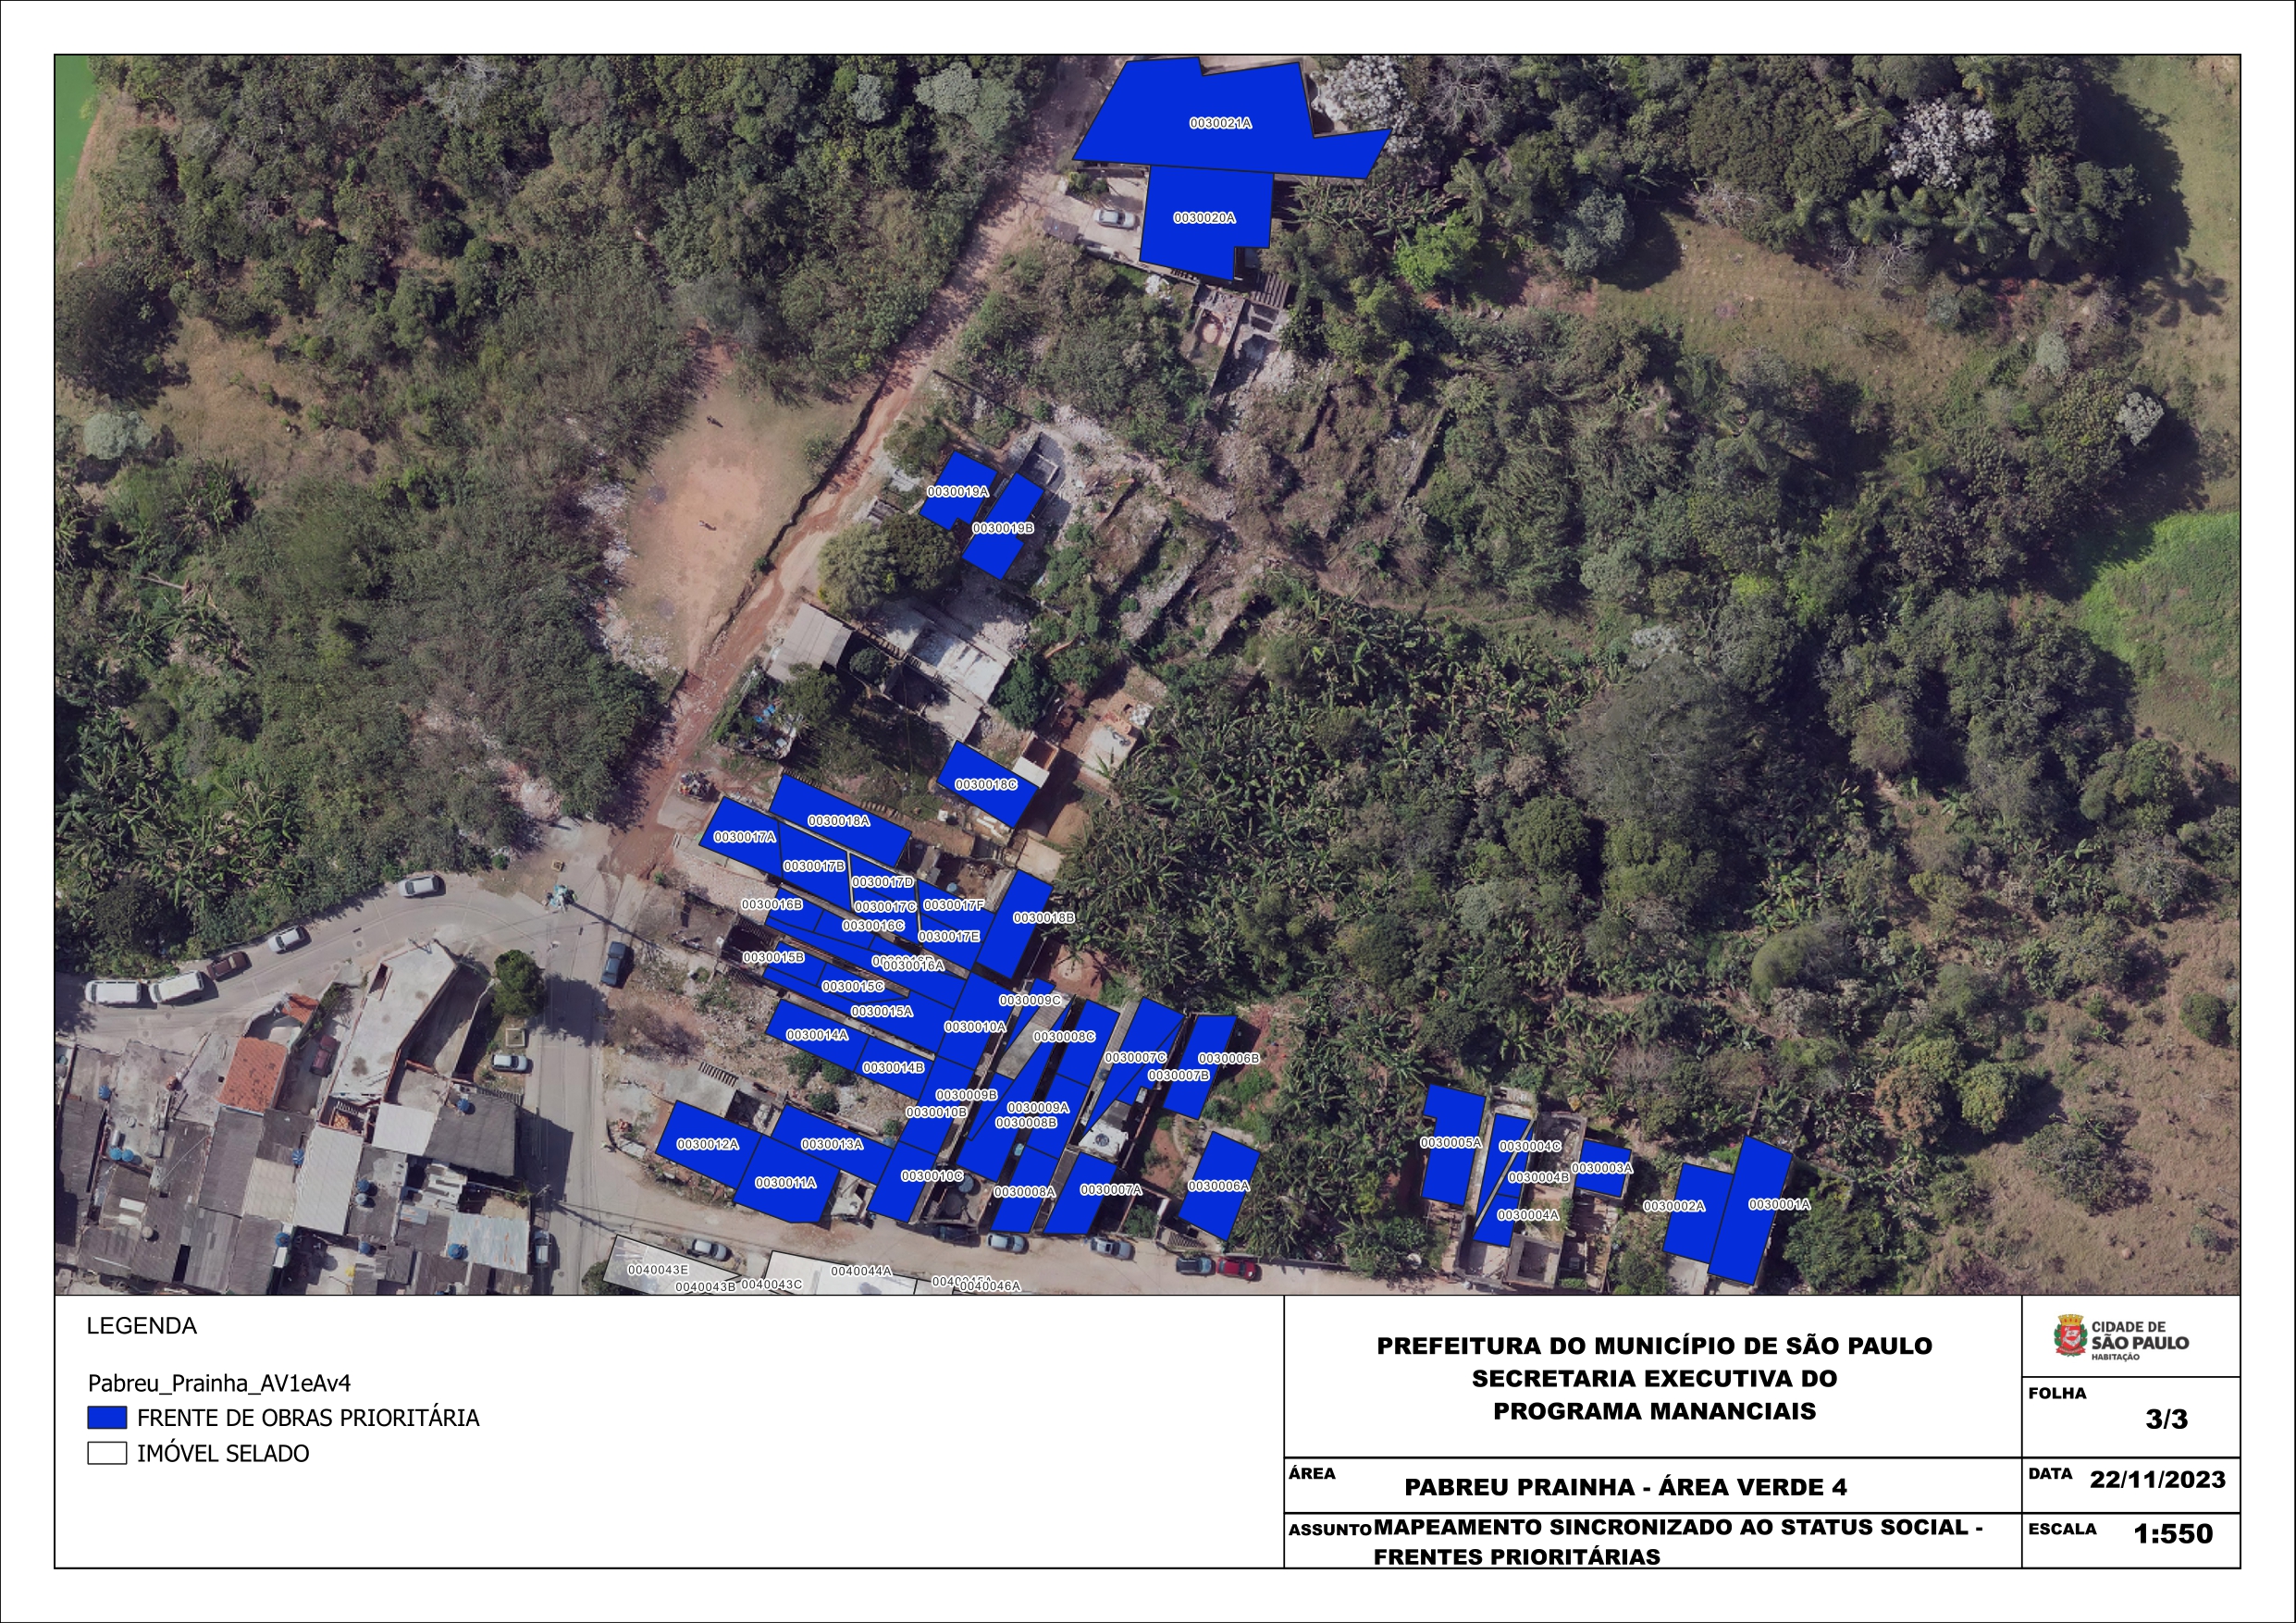 0030021A
0030020A
0030019A
0030019B
0030018C
0030018A
0030017A
0030017B
0030017D
0030017C
0030017F
0030016B
0030018B
0030016C
0030017E
0030015B
0030016A
0030015C
0030009C
0030015A
0030010A
0030014A
0030008C
0030014B
0030007C
0030006B
0030007B
0030009B
0030010B
0030009A
0030008B
0030012A
0030013A
0030005A
0030004C
0030003A
0030010C
0030004B
0030011A
0030008A
0030007A
0030006A
0030002A
0030001A
0030004A
0040043E
0040044A
0040043B
0040043C
0040046A
LEGENDA
Pabreu_Prainha_AV1eAv4
FRENTE DE OBRAS PRIORITÁRIA
IMÓVEL SELADO
PREFEITURA DO MUNICÍPIO DE SÃO PAULO
SECRETARIA EXECUTIVA DO
PROGRAMA MANANCIAIS
CIDADE DE
SÃO PAULO
HABITAÇÃO
FOLHA
3/3
ÁREA
PABREU PRAINHA - ÁREA VERDE 4
DATA 22/11/2023
ASSUNTO MAPEAMENTO SINCRONIZADO AO STATUS SOCIAL -
FRENTES PRIORITÁRIAS
ESCALA 1:550